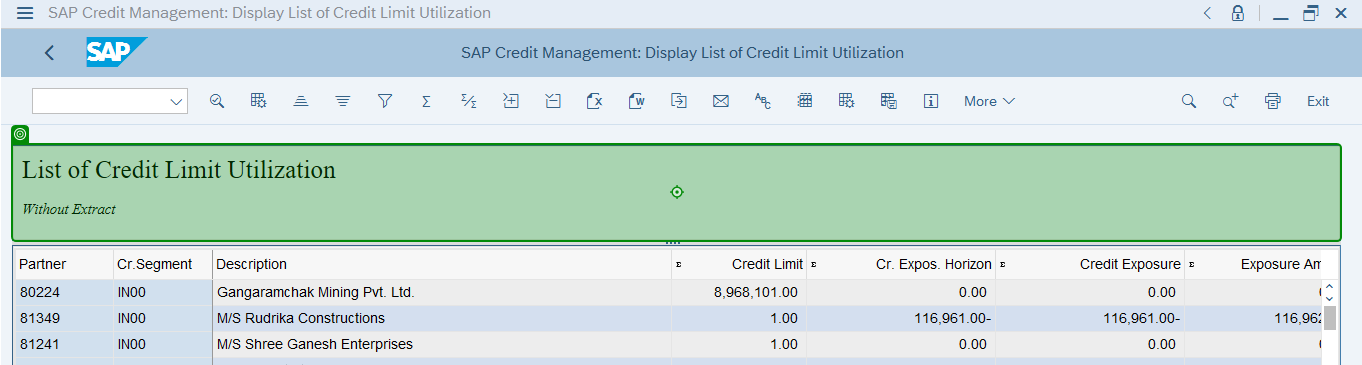 SAP Credit Management: Display List of Credit Limit Utilization
SAP SAP Credit Management: Display List of Credit Limit Utilization
More Exit
List of Credit Limit Utilization
Without Extract
Partner Cr.Segment Description Σ Credit Limit Σ Cr. Expos. Horizon Σ Credit Exposure Σ Exposure Am
80224 IN00 Gangaramchak Mining Pvt. Ltd. 8,968,101.00 0.00 0.00
81349 IN00 M/S Rudrika Constructions 1.00 116,961.00- 116,961.00- 116,962
81241 IN00 M/S Shree Ganesh Enterprises 1.00 0.00 0.00